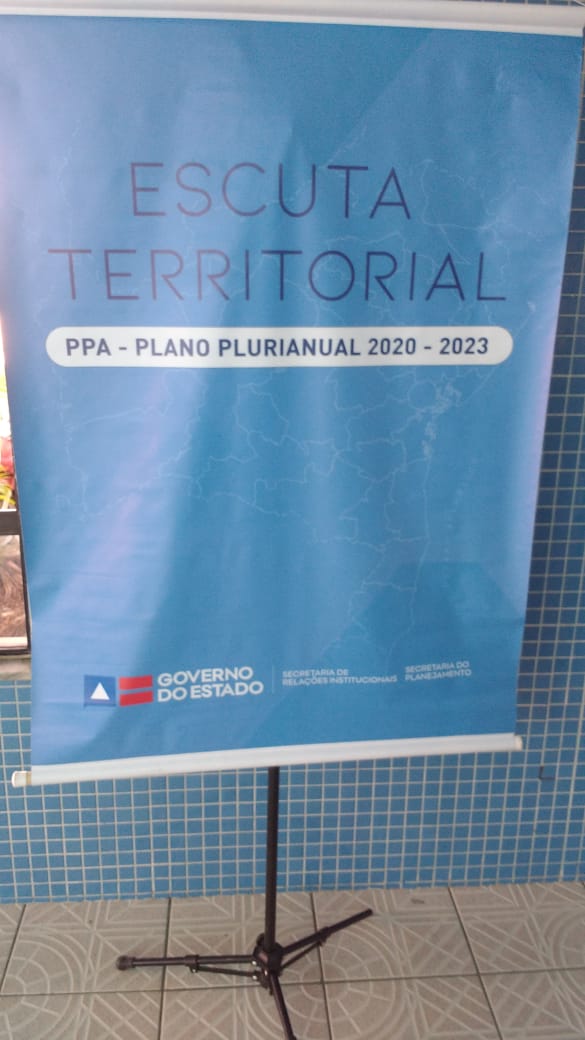 ESCUTA
TERRITORIAL
PPA - PLANO PLURIANUAL 2020 - 2023
GOVERNO
DO ESTADO
SECRETARIA DE
RELAÇÕES INSTITUCIONAIS
SECRETARIA DO
PLANEJAMENTO